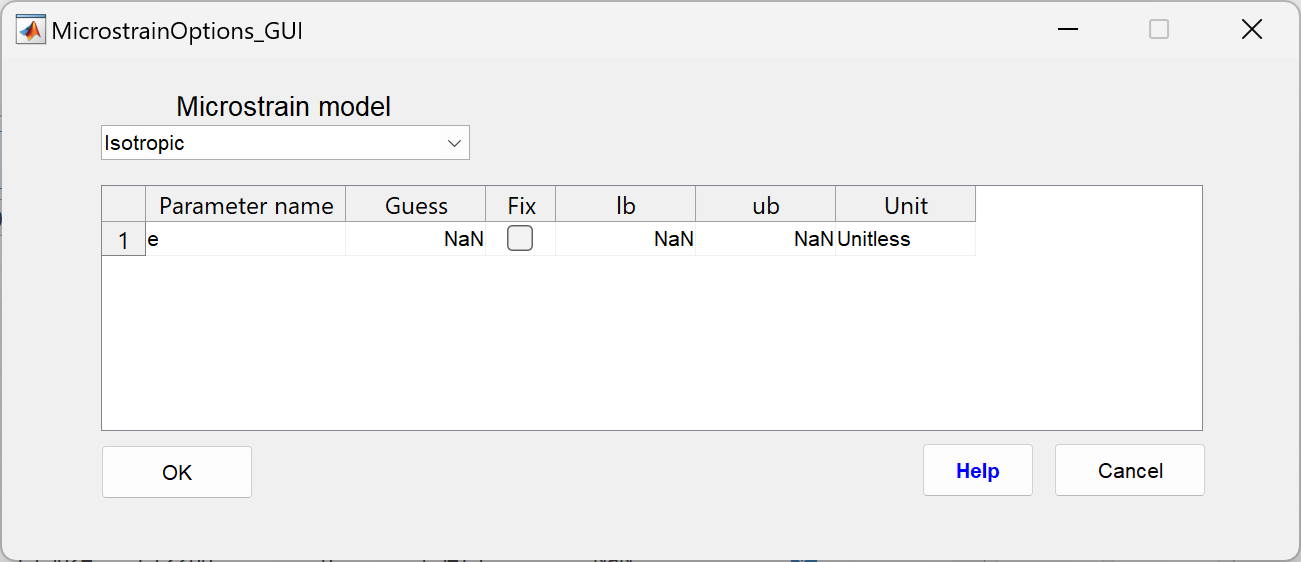 MicrostrainOptions_GUI
Microstrain model
Isotropic
Parameter name Guess Fix lb ub Unit
1 e NaN NaN NaN Unitless
OK Help Cancel